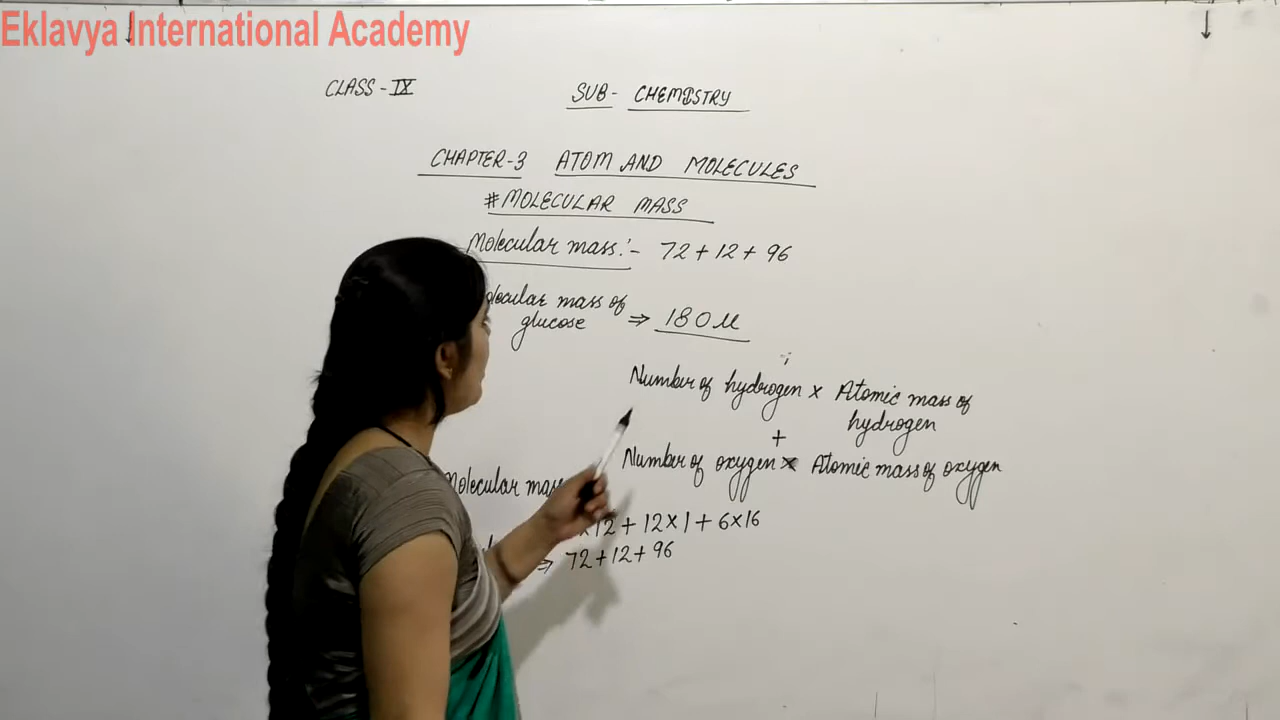 Eklavya International Academy
CLASS - IX
SUB - CHEMISTRY
CHAPTER-3 ATOM AND MOLECULES
#MOLECULAR MASS
Molecular mass:- 72 + 12 + 96
mass of
glucose ⇒ 180 u
Number of hydrogen × Atomic mass of
hydrogen
+
Number of oxygen × Atomic mass of oxygen
Molecular mass
×12 + 12×1 + 6×16
⇒ 72 + 12 + 96